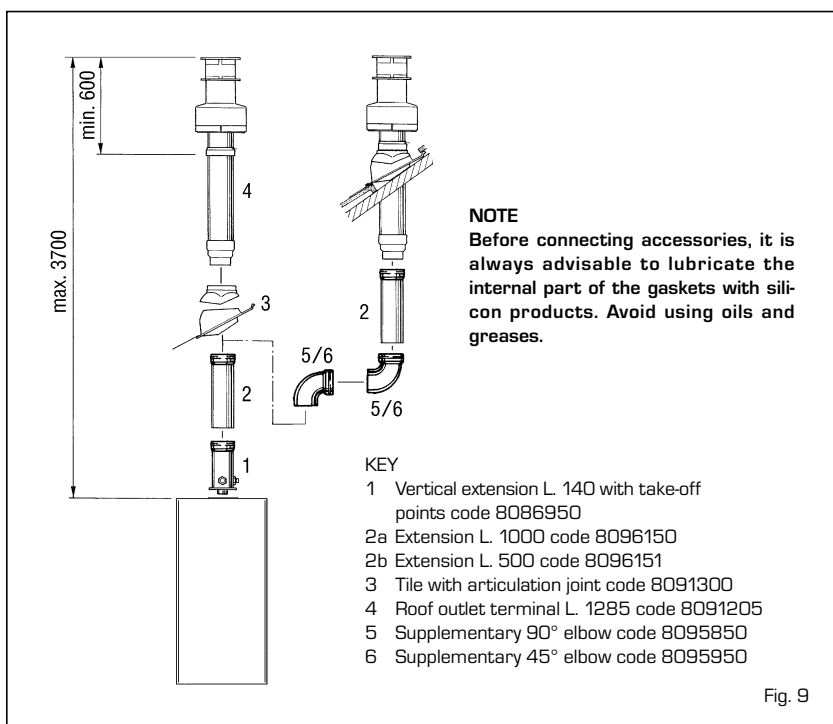 min. 600
max. 3700
4
3
2
1
5/6
5/6
2
NOTE
Before connecting accessories, it is
always advisable to lubricate the
internal part of the gaskets with sili-
con products. Avoid using oils and
greases.
KEY
1 Vertical extension L. 140 with take-off
points code 8086950
2a Extension L. 1000 code 8096150
2b Extension L. 500 code 8096151
3 Tile with articulation joint code 8091300
4 Roof outlet terminal L. 1285 code 8091205
5 Supplementary 90° elbow code 8095850
6 Supplementary 45° elbow code 8095950
Fig. 9